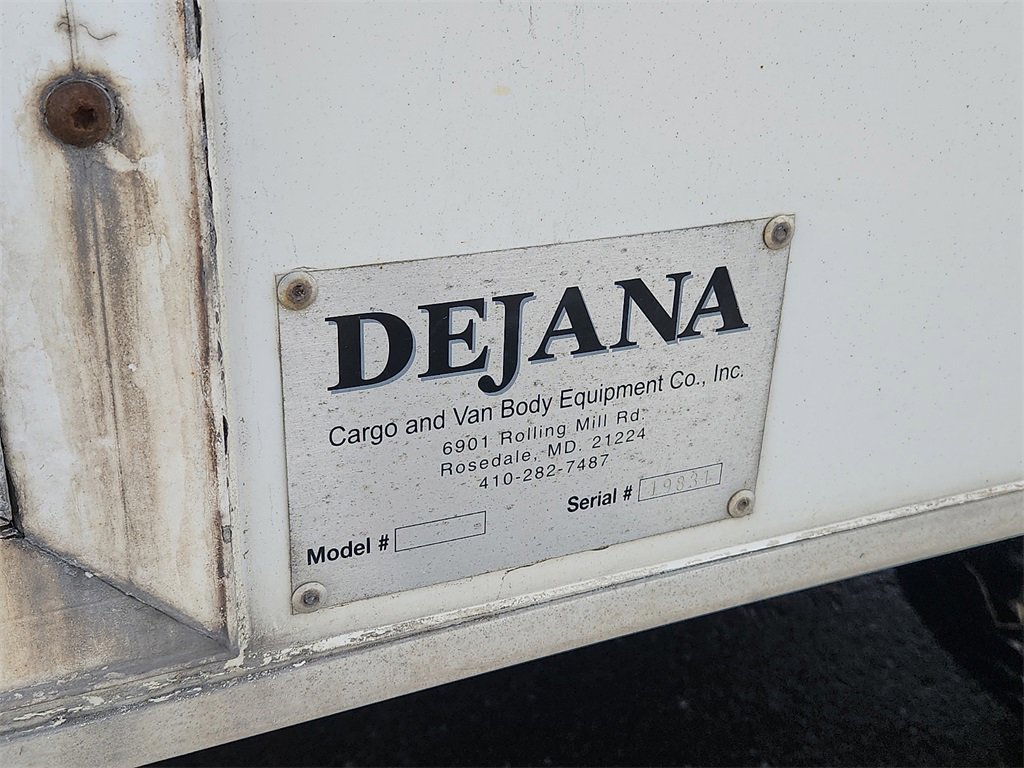 DEJANA
Cargo and Van Body Equipment Co., Inc.
6901 Rolling Mill Rd.
Rosedale, MD. 21224
410-282-7487
Model #
Serial # 19831